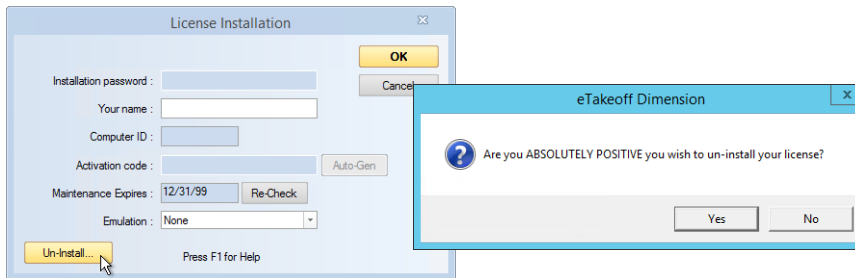 License Installation
OK
Installation password :
Cancel
Your name :
Computer ID :
Activation code :
Auto-Gen
Maintenance Expires :
12/31/99
Re-Check
Emulation :
None
Un-Install...
Press F1 for Help
eTakeoff Dimension
x
Are you ABSOLUTELY POSITIVE you wish to un-install your license?
Yes
No